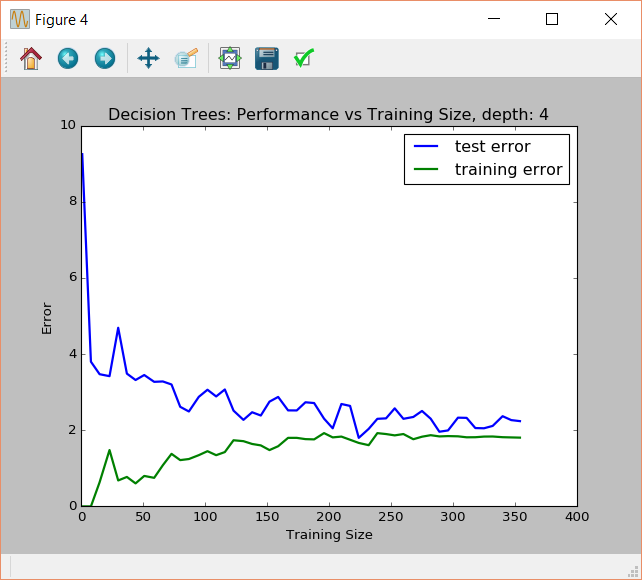 Figure 4
Decision Trees: Performance vs Training Size, depth: 4
test error
training error
10
8
6
4
2
0
Error
0 50 100 150 200 250 300 350 400
Training Size